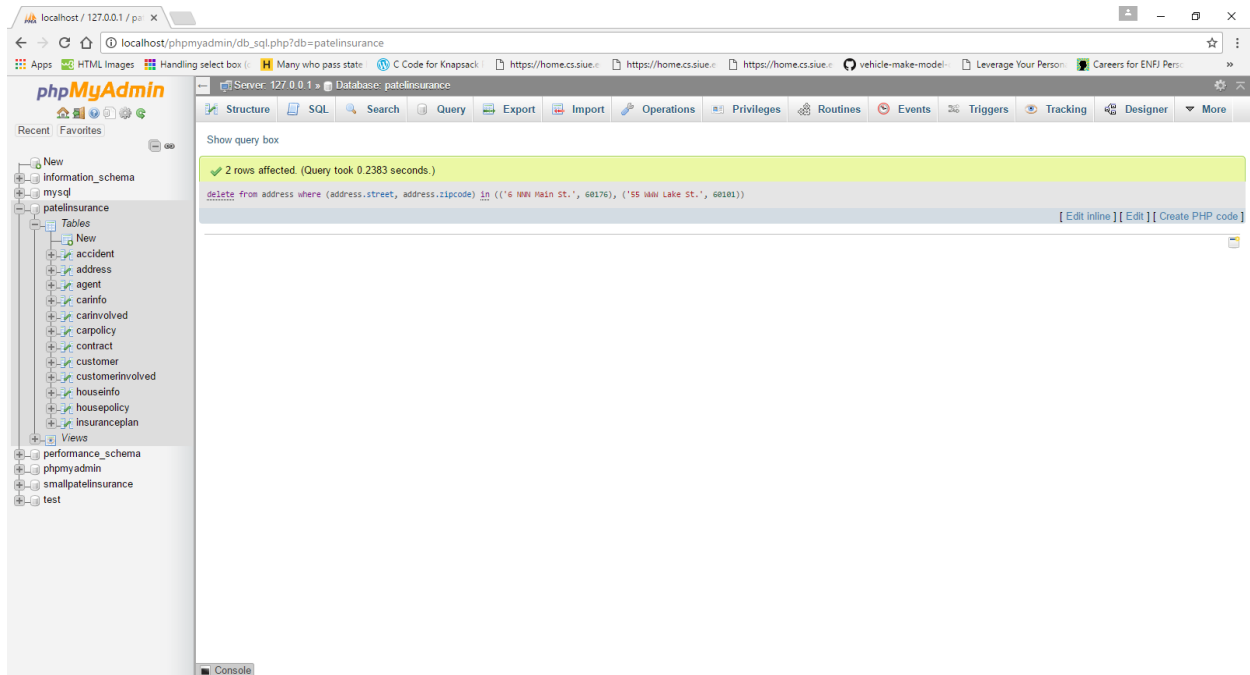 localhost / 127.0.0.1 / pat
localhost/phpmyadmin/db_sql.php?db=patelinsurance
Apps HTML Images Handling select box (c Many who pass state C Code for Knapsack https://home.cs.siue.e https://home.cs.siue.e https://home.cs.siue.e vehicle-make-model- Leverage Your Person Careers for ENFJ Pers »
phpMyAdmin
Recent Favorites
New
information_schema
mysql
patelinsurance
Tables
New
accident
address
agent
carinfo
carinvolved
carpolicy
contract
customer
customerinvolved
houseinfo
housepolicy
insuranceplan
Views
performance_schema
phpmyadmin
smallpatelinsurance
test
Server: 127.0.0.1 » Database: patelinsurance
Structure SQL Search Query Export Import Operations Privileges Routines Events Triggers Tracking Designer More
Show query box
2 rows affected. (Query took 0.2383 seconds.)
delete from address where (address.street, address.zipcode) in (('6 NNN Main St.', 60176), ('55 WWW Lake St.', 60101))
[ Edit inline ] [ Edit ] [ Create PHP code ]
Console